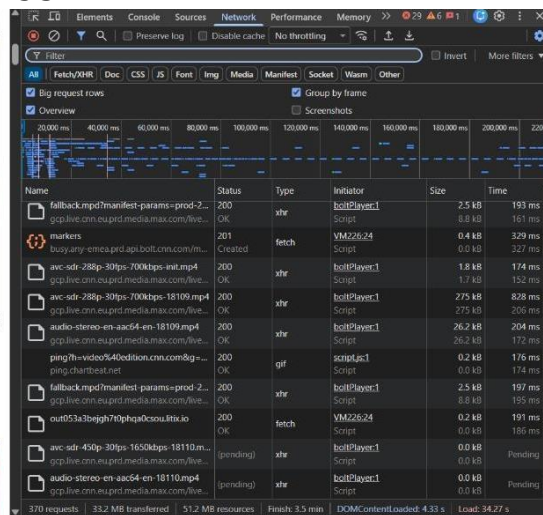 Elements Console Sources Network Performance Memory 29 6 1
Preserve log Disable cache No throttling
Filter Invert More filters
All Fetch/XHR Doc CSS JS Font Img Media Manifest Socket Wasm Other
Big request rows Group by frame
Overview Screenshots
20,000 ms 40,000 ms 60,000 ms 80,000 ms 100,000 ms 120,000 ms 140,000 ms 160,000 ms 180,000 ms 200,000 ms 220
Name Status Type Initiator Size Time
fallback.mpd?manifest-params=prod-2... 200 xhr boltPlayer:1 2.5 kB 193 ms
gcp.live.cnn.eu.prd.media.max.com/live... OK Script 8.8 kB 161 ms
markers 201 fetch VM226:24 0.4 kB 329 ms
busy.any-emea.prd.api.bolt.cnn.com/m... Created Script 0.0 kB 327 ms
avc-sdr-288p-30fps-700kbps-init.mp4 200 xhr boltPlayer:1 1.8 kB 174 ms
gcp.live.cnn.eu.prd.media.max.com/live... OK Script 1.7 kB 152 ms
avc-sdr-288p-30fps-700kbps-18109.mp4 200 xhr boltPlayer:1 275 kB 828 ms
gcp.live.cnn.eu.prd.media.max.com/live... OK Script 275 kB 206 ms
audio-stereo-en-aac64-en-18109.mp4 200 xhr boltPlayer:1 26.2 kB 204 ms
gcp.live.cnn.eu.prd.media.max.com/live... OK Script 26.2 kB 172 ms
ping?h=video%40edition.cnn.com&g=... 200 gif script.js:1 0.2 kB 176 ms
ping.chartbeat.net OK Script 0.0 kB 174 ms
fallback.mpd?manifest-params=prod-2... 200 xhr boltPlayer:1 2.5 kB 197 ms
gcp.live.cnn.eu.prd.media.max.com/live... OK Script 8.8 kB 195 ms
out053a3bejgh7t0phqa0csou.litix.io 200 fetch VM226:24 0.2 kB 191 ms
OK Script 0.0 kB 186 ms
avc-sdr-450p-30fps-1650kbps-18110.m... (pending) xhr boltPlayer:1 0.0 kB Pending
gcp.live.cnn.eu.prd.media.max.com/live... Script 0.0 kB
audio-stereo-en-aac64-en-18110.mp4 (pending) xhr boltPlayer:1 0.0 kB Pending
gcp.live.cnn.eu.prd.media.max.com/live... Script 0.0 kB
370 requests 33.2 MB transferred 51.2 MB resources Finish: 3.5 min DOMContentLoaded: 4.33 s Load: 34.27 s